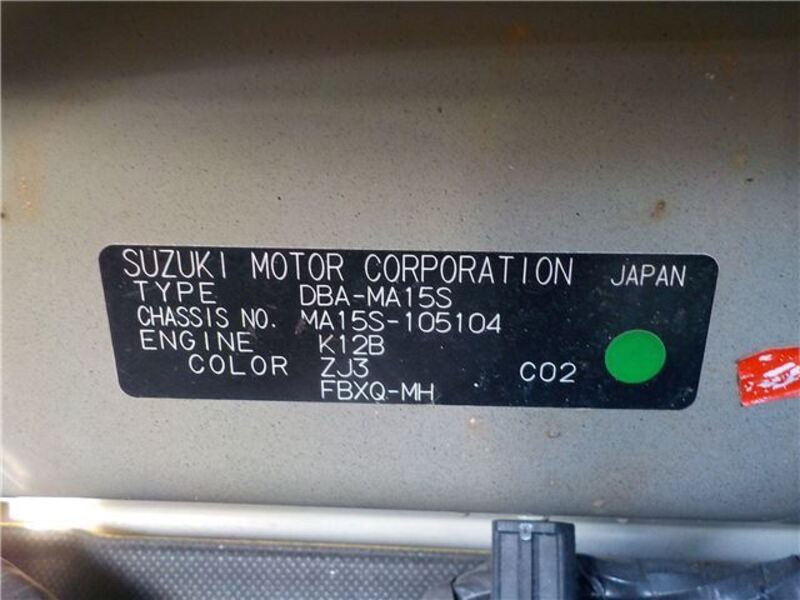 SUZUKI MOTOR CORPORATION JAPAN
TYPE DBA-MA15S
CHASSIS NO. MA15S-105104
ENGINE K12B
COLOR ZJ3 C02
FBXQ-MH